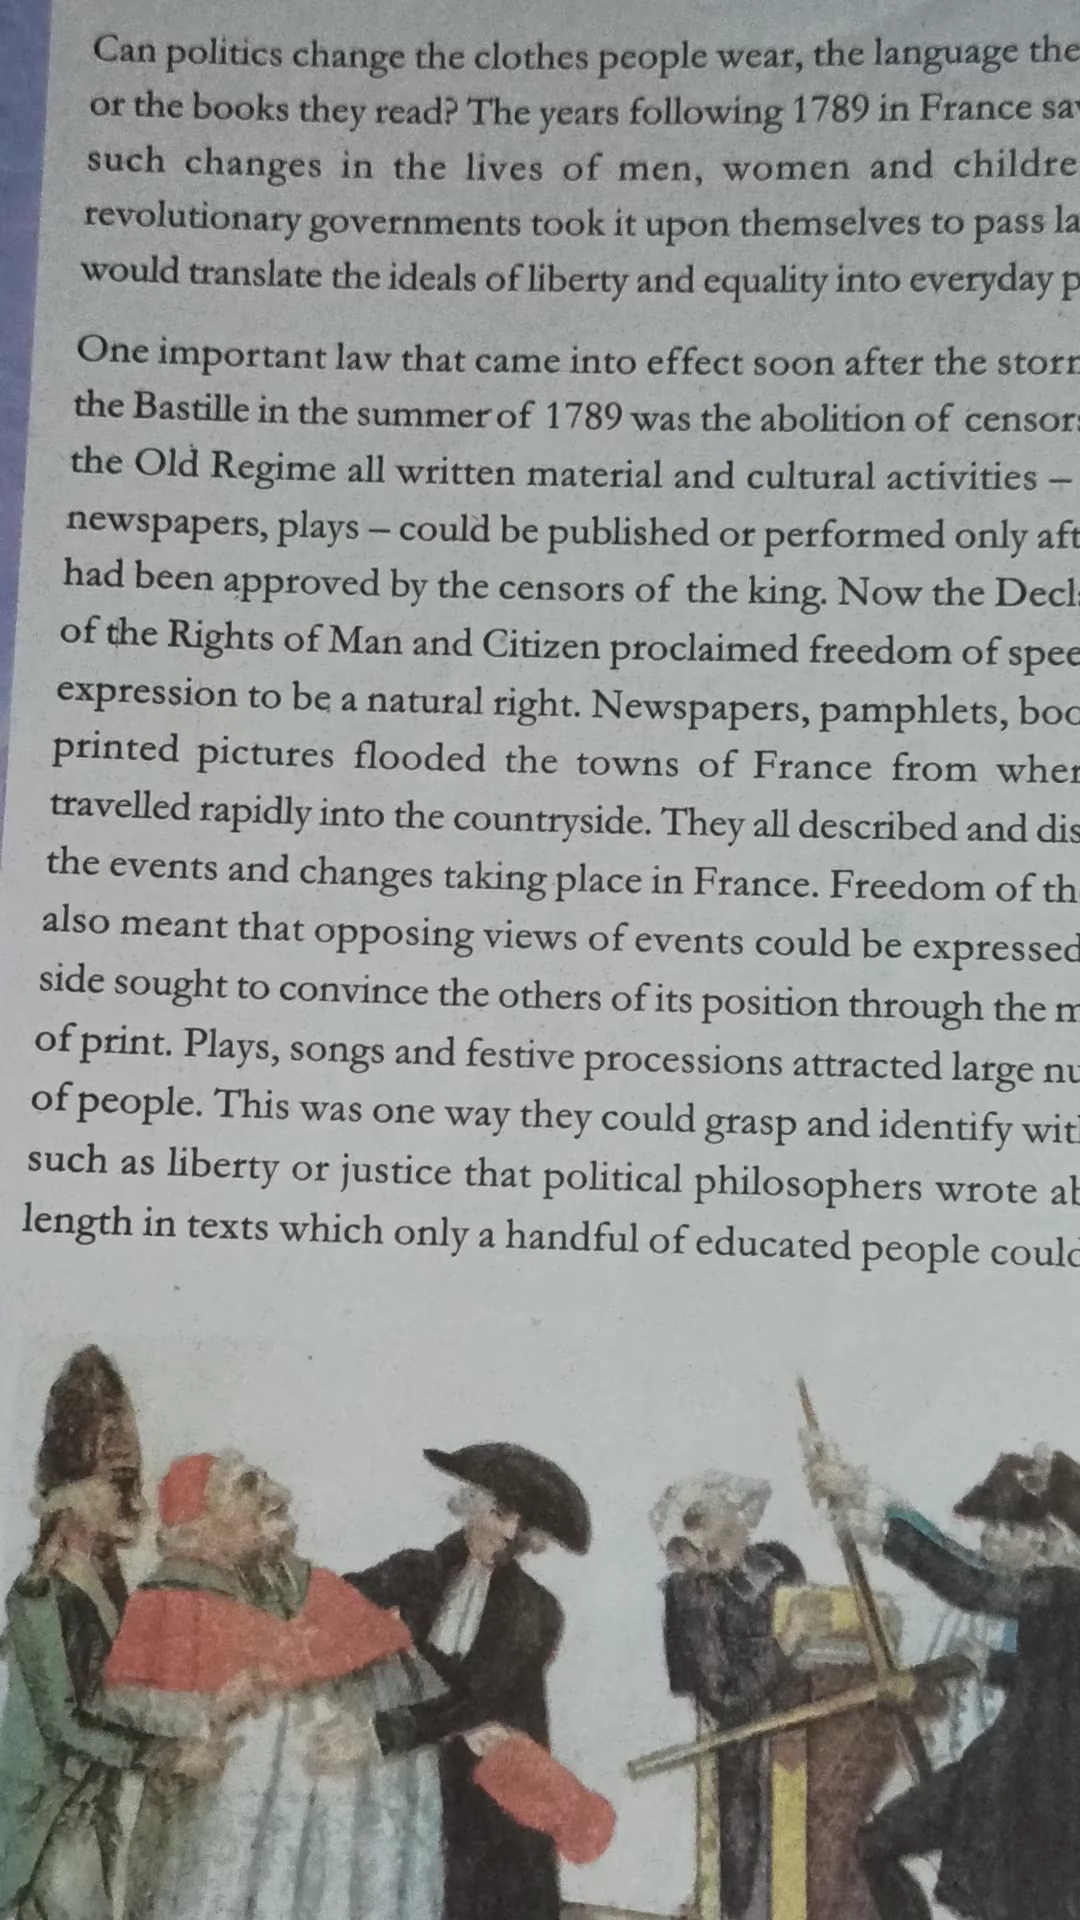 Can politics change the clothes people wear, the language the
or the books they read? The years following 1789 in France sa
such changes in the lives of men, women and childre
revolutionary governments took it upon themselves to pass la
would translate the ideals of liberty and equality into everyday p
One important law that came into effect soon after the stor
the Bastille in the summer of 1789 was the abolition of censor
the Old Regime all written material and cultural activities –
newspapers, plays – could be published or performed only aft
had been approved by the censors of the king. Now the Decl
of the Rights of Man and Citizen proclaimed freedom of spee
expression to be a natural right. Newspapers, pamphlets, boo
printed pictures flooded the towns of France from wher
travelled rapidly into the countryside. They all described and dis
the events and changes taking place in France. Freedom of th
also meant that opposing views of events could be expressed
side sought to convince the others of its position through the m
of print. Plays, songs and festive processions attracted large nu
of people. This was one way they could grasp and identify wit
such as liberty or justice that political philosophers wrote ab
length in texts which only a handful of educated people could